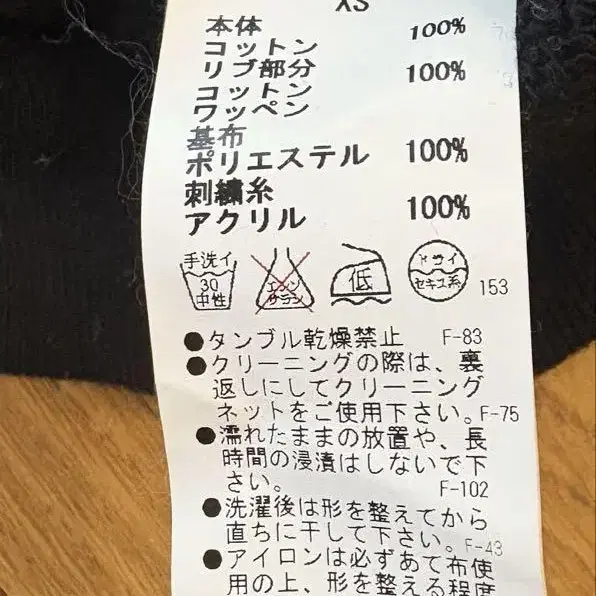 XS
本体 100%
コットン
リブ部分 100%
コットン
ワッペン
基布
ポリエステル 100%
刺繍糸
アクリル 100%
手洗イ 30 中性
エンソ サラシ
低
ドライ セキユ系
153
●タンブル乾燥禁止 F-83
●クリーニングの際は、裏
返しにしてクリーニング
ネットをご使用下さい。F-75
●濡れたままの放置や、長
時間の浸漬はしないで下
さい。 F-102
●洗濯後は形を整えてから
直ちに干して下さい。F-43
●アイロンは必ずあて布使
用の上、形を整える程度